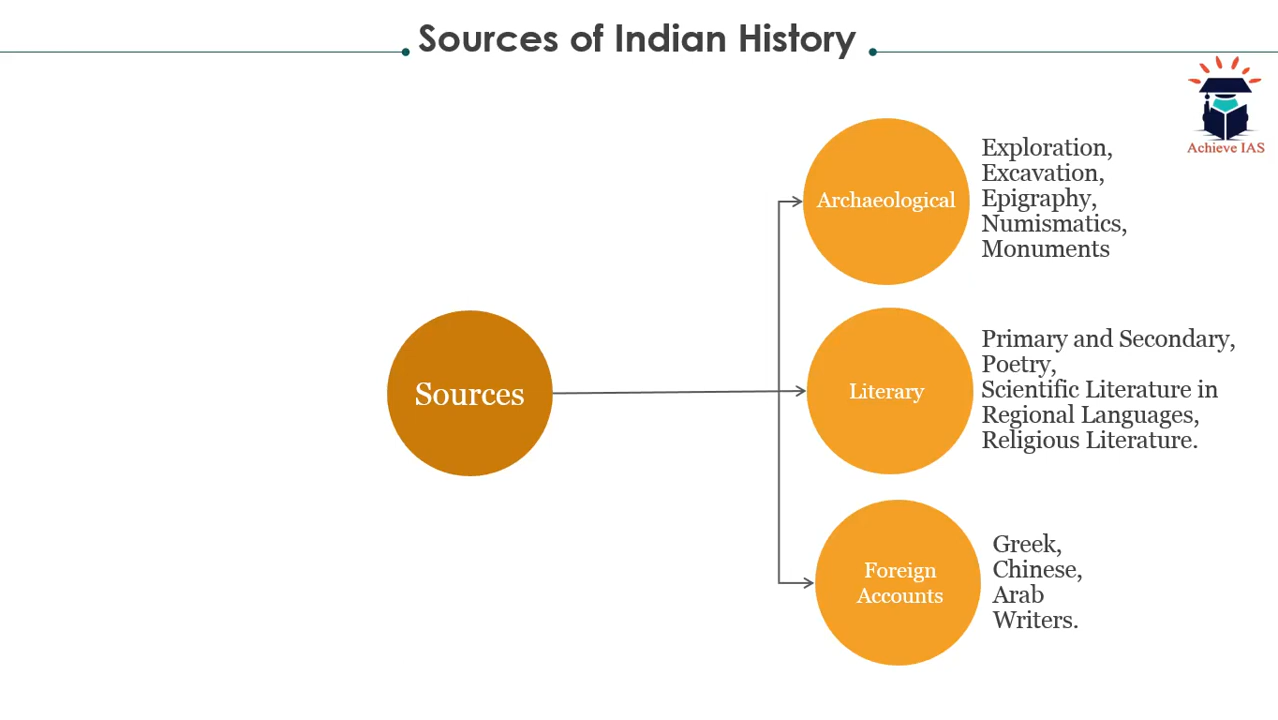 Sources of Indian History
Achieve IAS
Sources
Archaeological
Exploration,
Excavation,
Epigraphy,
Numismatics,
Monuments
Literary
Primary and Secondary,
Poetry,
Scientific Literature in
Regional Languages,
Religious Literature.
Foreign
Accounts
Greek,
Chinese,
Arab
Writers.